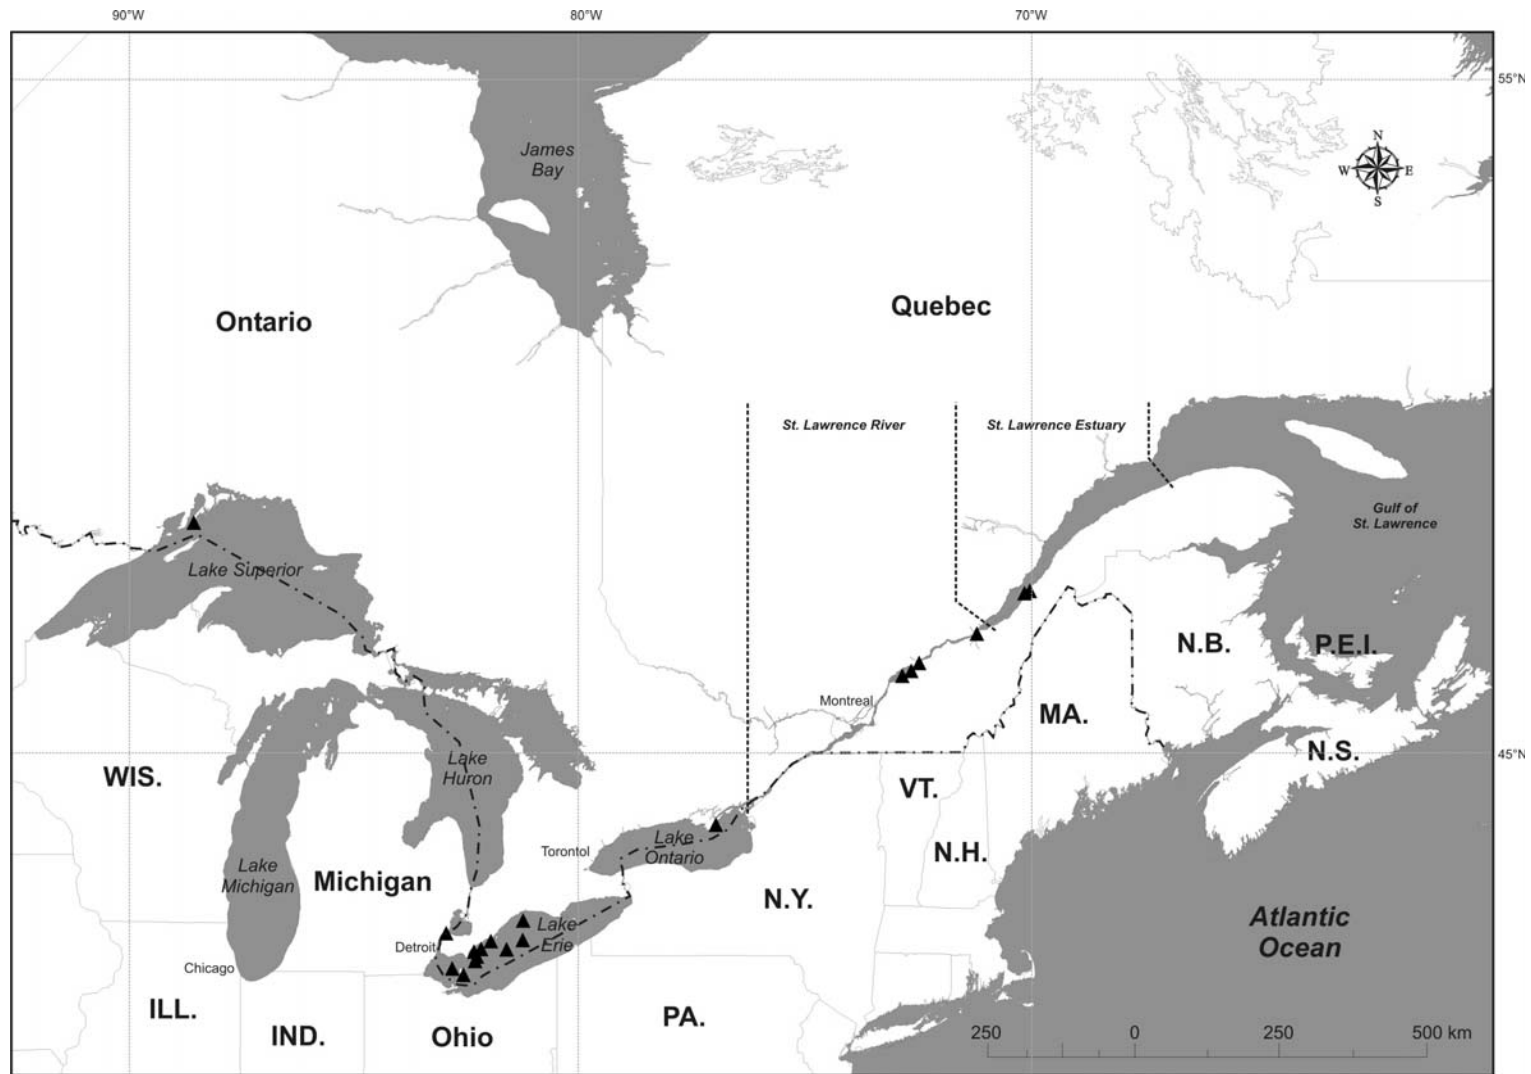 90°W
80°W
70°W
55°N
James
Bay
N
W
E
S
Ontario
Quebec
St. Lawrence River
St. Lawrence Estuary
Gulf of
St. Lawrence
Lake Superior
N.B.
P.E.I.
Montreal
MA.
45°N
N.S.
WIS.
Lake
Huron
VT.
Lake
Ontario
Torontol
N.H.
Lake
Michigan
Michigan
N.Y.
Atlantic
Ocean
Lake
Erie
Detroit
Chicago
ILL.
IND.
Ohio
PA.
250
0
250
500 km